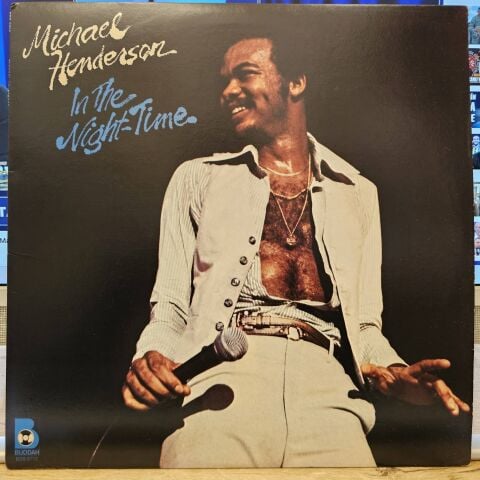 Michael
Henderson
In The
Night-Time
BUDDAH